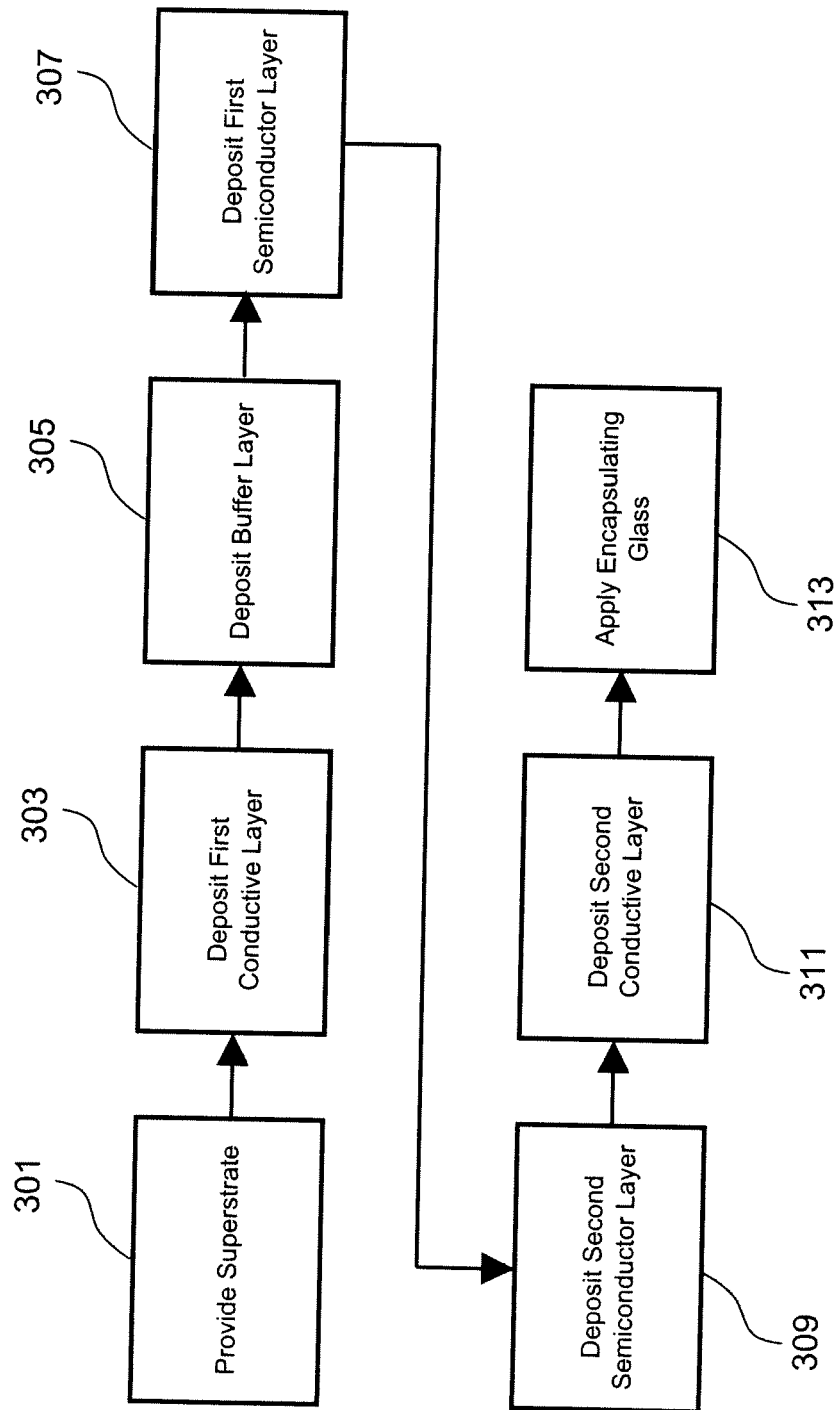 301
Provide Superstrate
303
Deposit First
Conductive Layer
305
Deposit Buffer Layer
307
Deposit First
Semiconductor Layer
309
Deposit Second
Semiconductor Layer
311
Deposit Second
Conductive Layer
313
Apply Encapsulating
Glass